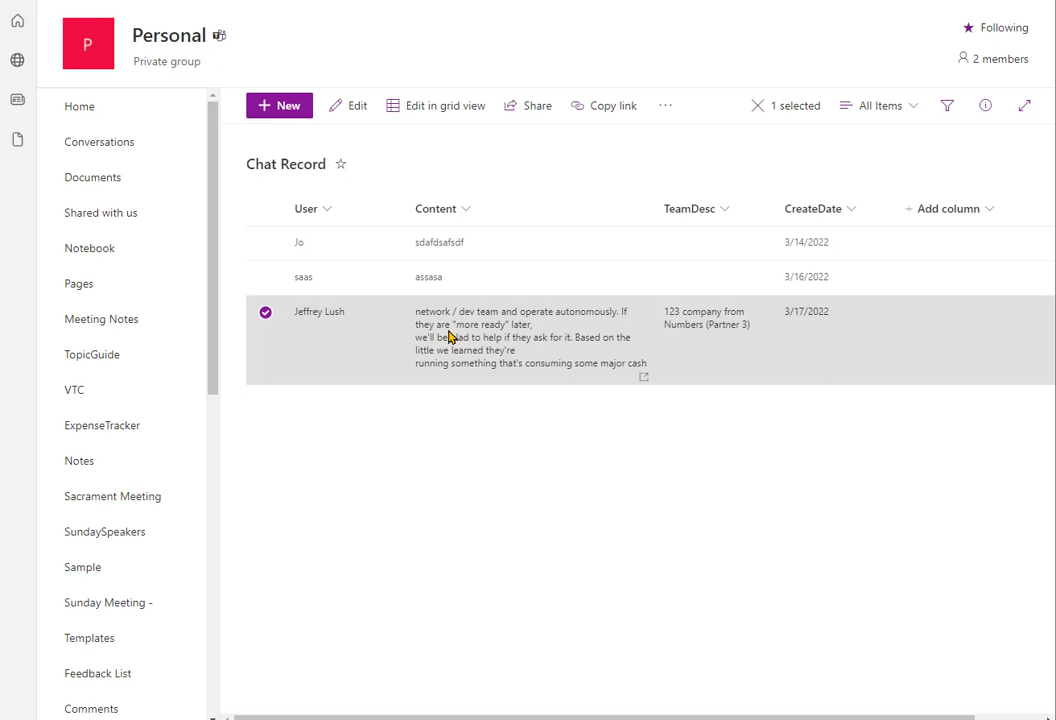 P
Personal
Private group
Following
2 members
Home
Conversations
Documents
Shared with us
Notebook
Pages
Meeting Notes
TopicGuide
VTC
ExpenseTracker
Notes
Sacrament Meeting
SundaySpeakers
Sample
Sunday Meeting -
Templates
Feedback List
Comments
+ New
Edit
Edit in grid view
Share
Copy link
...
1 selected
All Items
Chat Record
User
Content
TeamDesc
CreateDate
+ Add column
Jo
sdafdsafsdf
3/14/2022
saas
assasa
3/16/2022
Jeffrey Lush
network / dev team and operate autonomously. If
they are "more ready" later,
we'll be glad to help if they ask for it. Based on the
little we learned they're
running something that's consuming some major cash
123 company from
Numbers (Partner 3)
3/17/2022